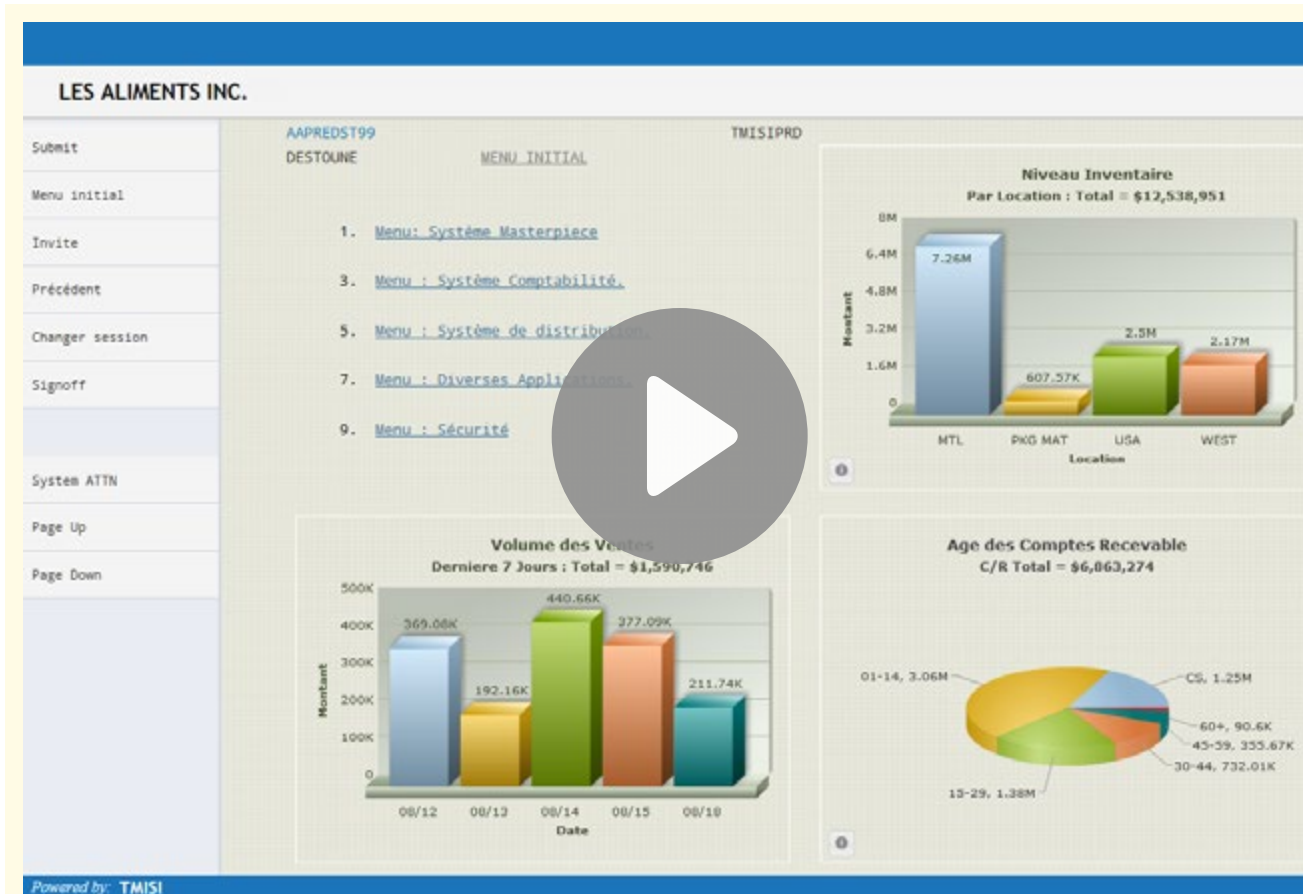 LES ALIMENTS INC.
Submit
Menu initial
Invite
Précédent
Changer session
Signoff
System ATTN
Page Up
Page Down
AAPREDST99 TMISIPRD
DESTOUNE MENU INITIAL
1. Menu: Système Masterpiece
3. Menu : Système Comptabilité.
5. Menu : Système de distribution.
7. Menu : Diverses Applications.
9. Menu : Sécurité
Niveau Inventaire
Par Location : Total = $12,538,951
8M
6.4M
4.8M
3.2M
1.6M
0
Montant
7.26M
607.57K
2.5M
2.17M
MTL PKG MAT USA WEST
Location
Volume des Ventes
Derniere 7 Jours : Total = $1,590,746
500K
400K
300K
200K
100K
0
Montant
369.08K
192.16K
440.66K
377.09K
211.74K
08/12 08/13 08/14 08/15 08/18
Date
Age des Comptes Recevable
C/R Total = $6,863,274
01-14, 3.06M
CS, 1.25M
60+, 90.6K
45-59, 355.67K
30-44, 732.01K
15-29, 1.38M
Powered by: TMISI